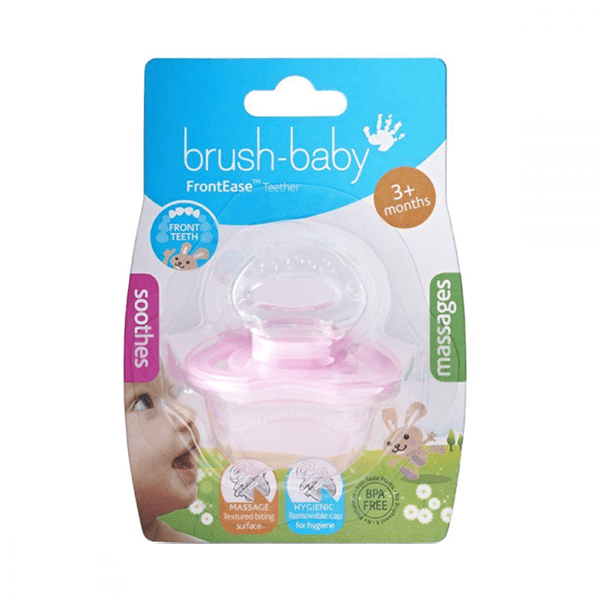 brush-baby
FrontEase™ Teether
3+
months
FRONT
TEETH
soothes
massages
MASSAGE
Textured biting
surface
HYGIENIC
Removable cap
for hygiene
BPA
FREE